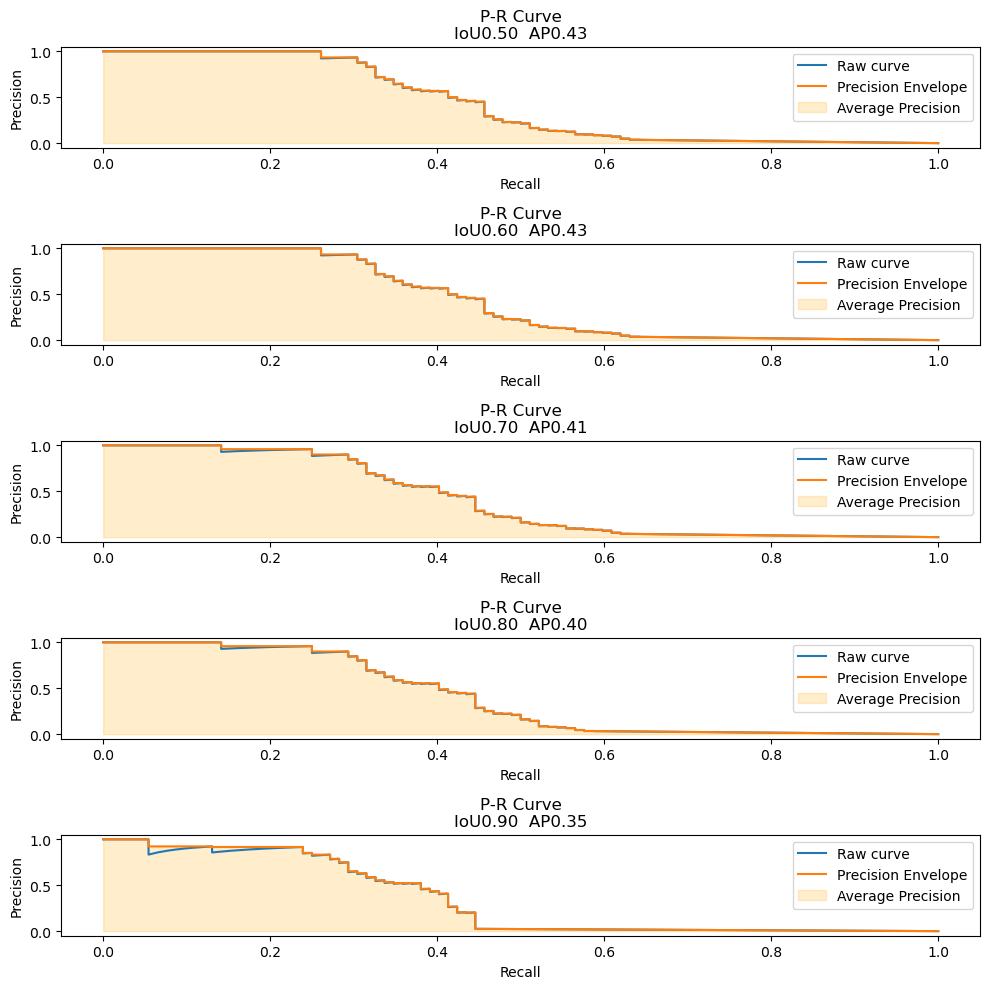 P-R Curve
IoU0.50  AP0.43
Precision
1.0
0.5
0.0
Raw curve
Precision Envelope
Average Precision
0.0 0.2 0.4 0.6 0.8 1.0
Recall
P-R Curve
IoU0.60  AP0.43
Precision
1.0
0.5
0.0
Raw curve
Precision Envelope
Average Precision
0.0 0.2 0.4 0.6 0.8 1.0
Recall
P-R Curve
IoU0.70  AP0.41
Precision
1.0
0.5
0.0
Raw curve
Precision Envelope
Average Precision
0.0 0.2 0.4 0.6 0.8 1.0
Recall
P-R Curve
IoU0.80  AP0.40
Precision
1.0
0.5
0.0
Raw curve
Precision Envelope
Average Precision
0.0 0.2 0.4 0.6 0.8 1.0
Recall
P-R Curve
IoU0.90  AP0.35
Precision
1.0
0.5
0.0
Raw curve
Precision Envelope
Average Precision
0.0 0.2 0.4 0.6 0.8 1.0
Recall